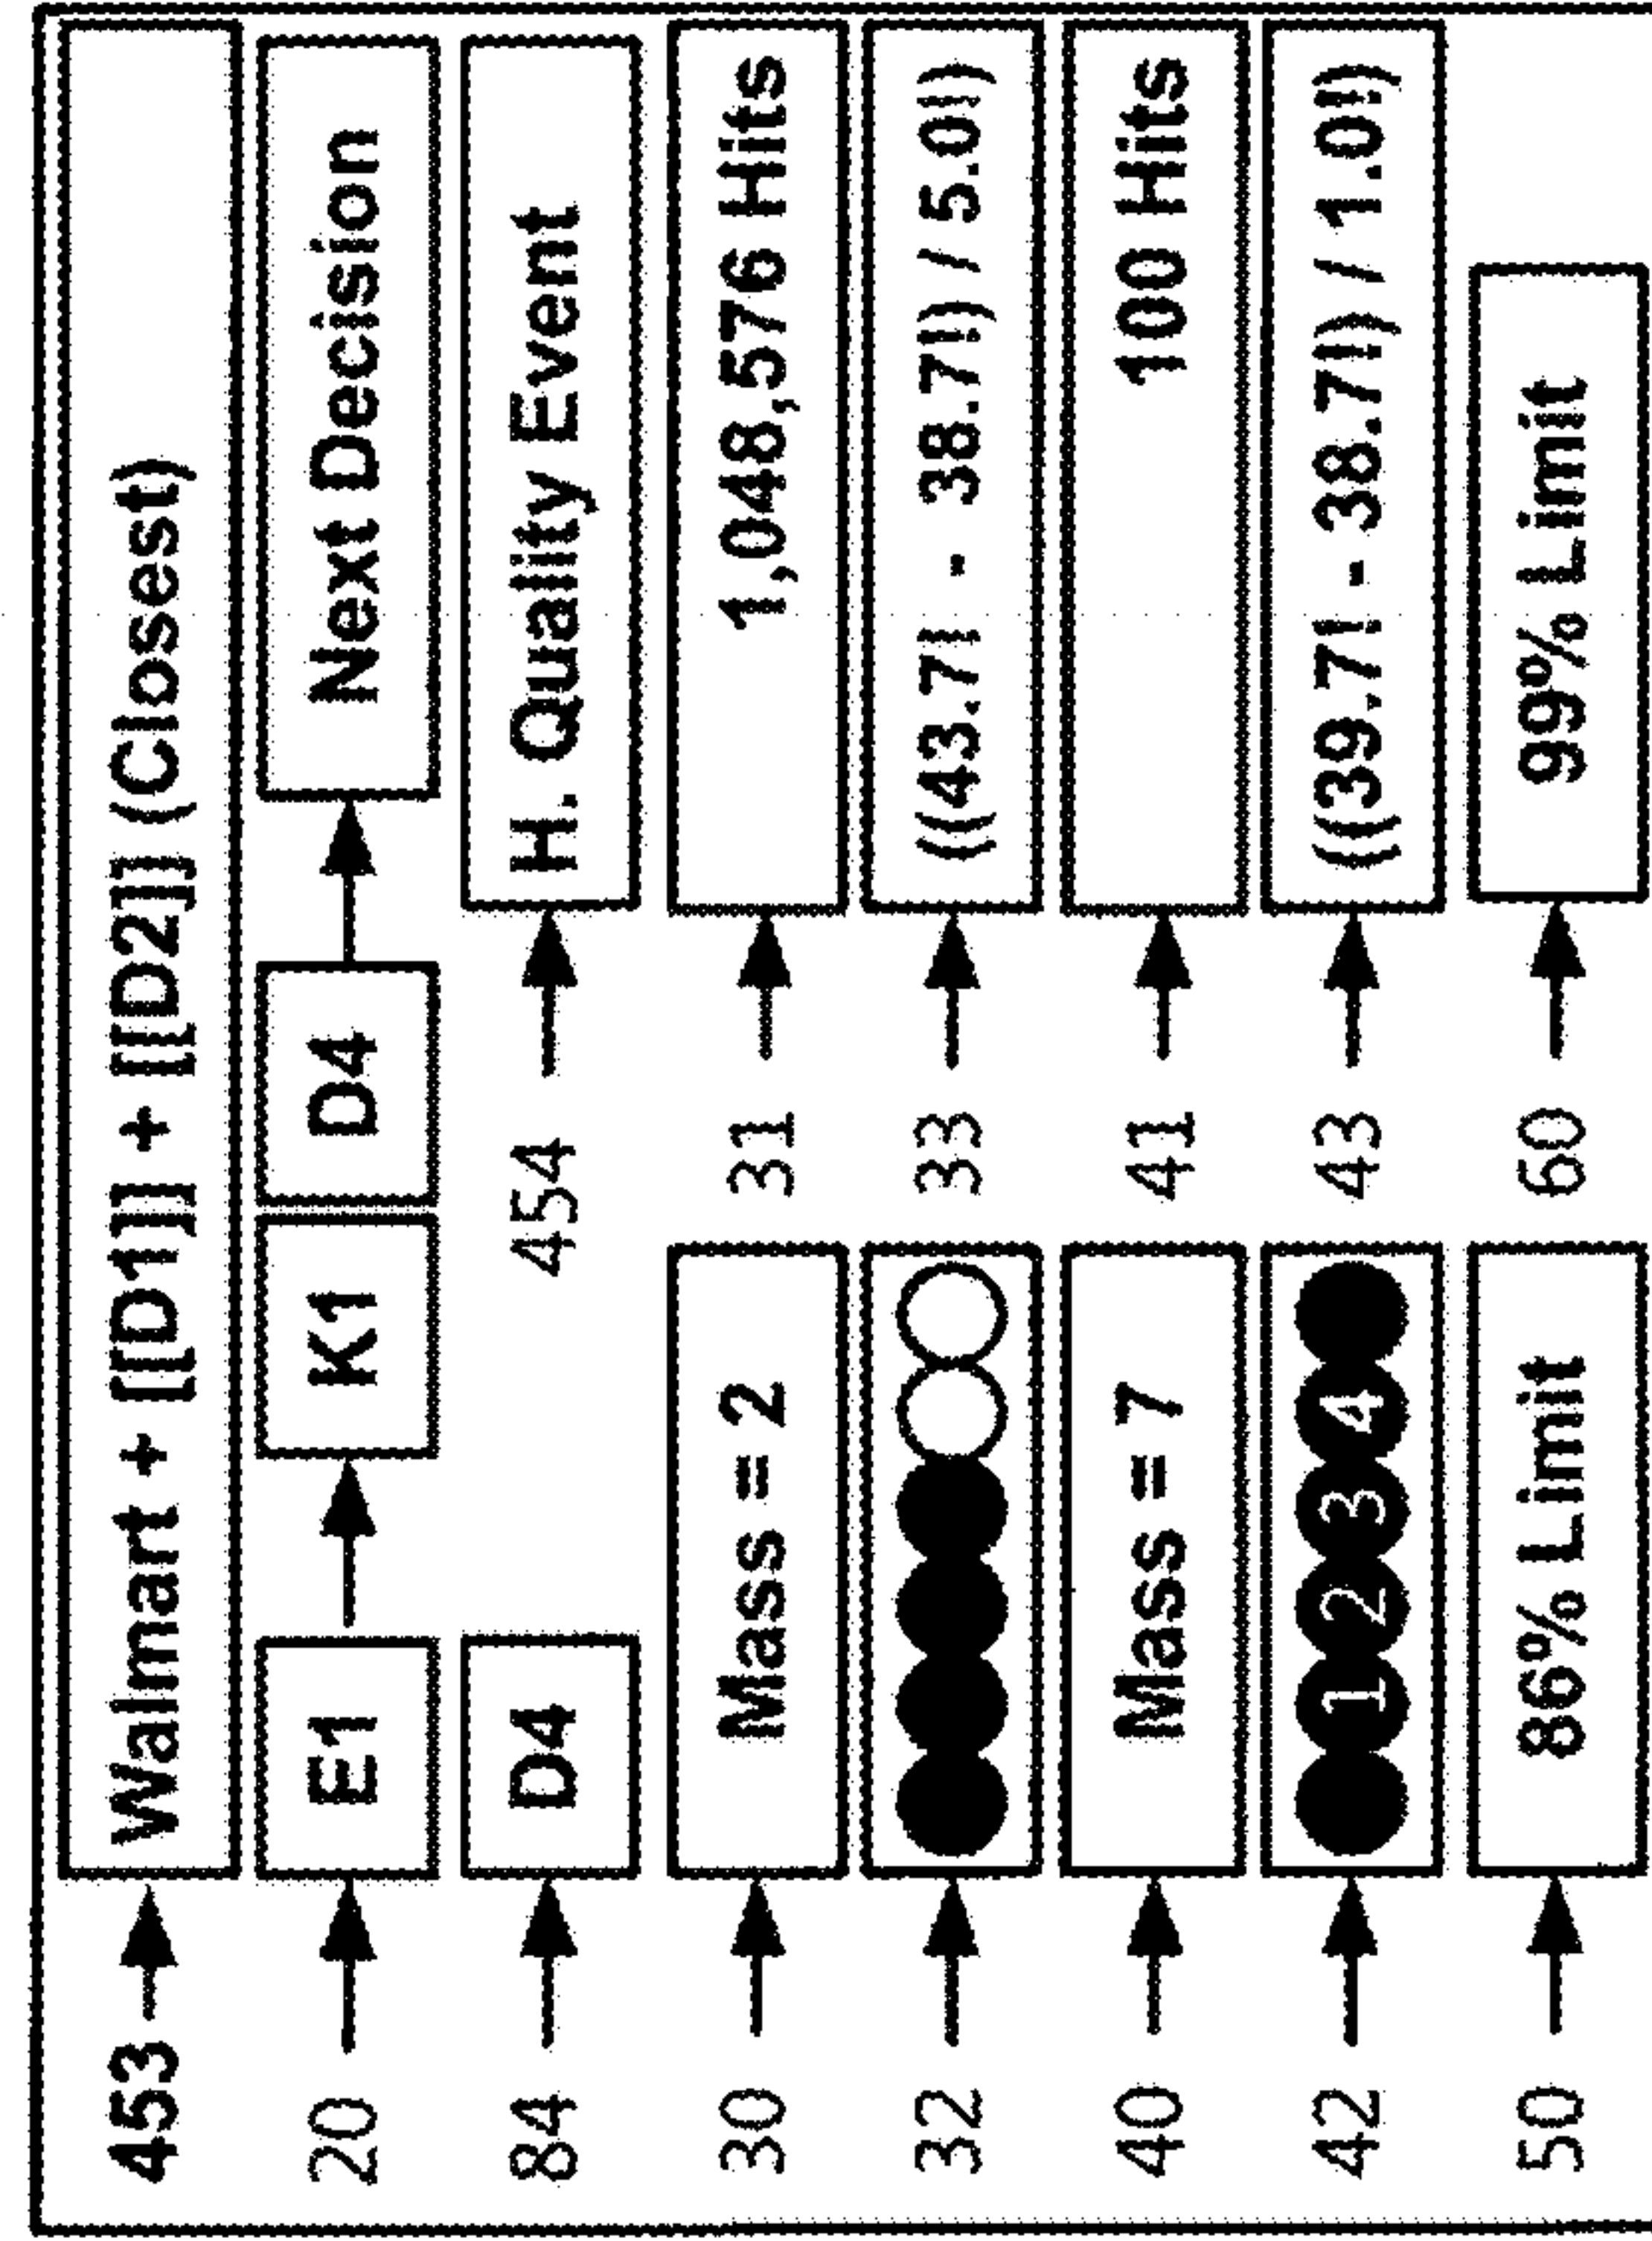 453 Walmart + [[D1]] + [[D2]] (Closest)
20 E1 K1 D4 Next Decision
84 D4 454 H. Quality Event
30 Mass = 2 31 1,048,576 Hits
32 33 ((43.7! - 38.7!) / 5.0!)
40 Mass = 7 41 100 Hits
42 1 2 3 4 43 ((39.7! - 38.7!) / 1.0!)
50 86% Limit 60 99% Limit